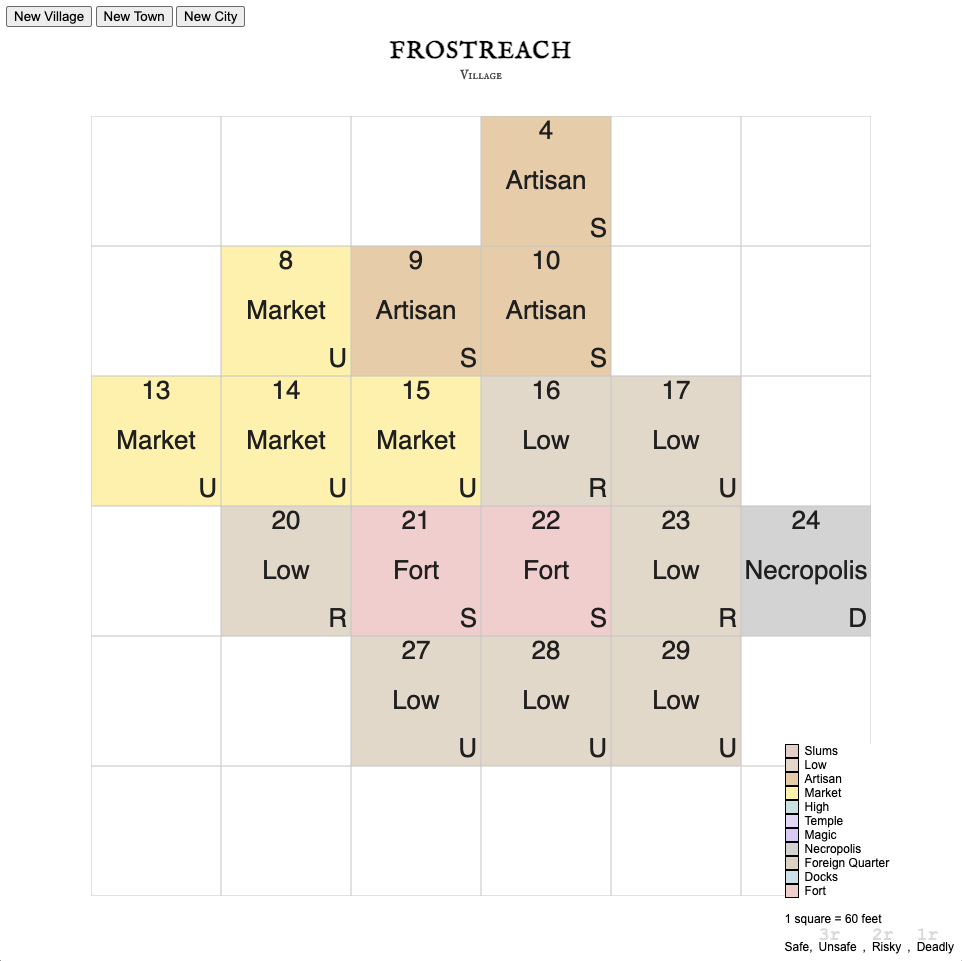 New Village New Town New City
FROSTREACH
Village
4
Artisan
S
8 9 10
Market Artisan Artisan
U S S
13 14 15 16 17
Market Market Market Low Low
U U U R U
20 21 22 23 24
Low Fort Fort Low Necropolis
R S S R D
27 28 29
Low Low Low
U U U
Slums
Low
Artisan
Market
High
Temple
Magic
Necropolis
Foreign Quarter
Docks
Fort
1 square = 60 feet
3r 2r 1r
Safe, Unsafe , Risky , Deadly